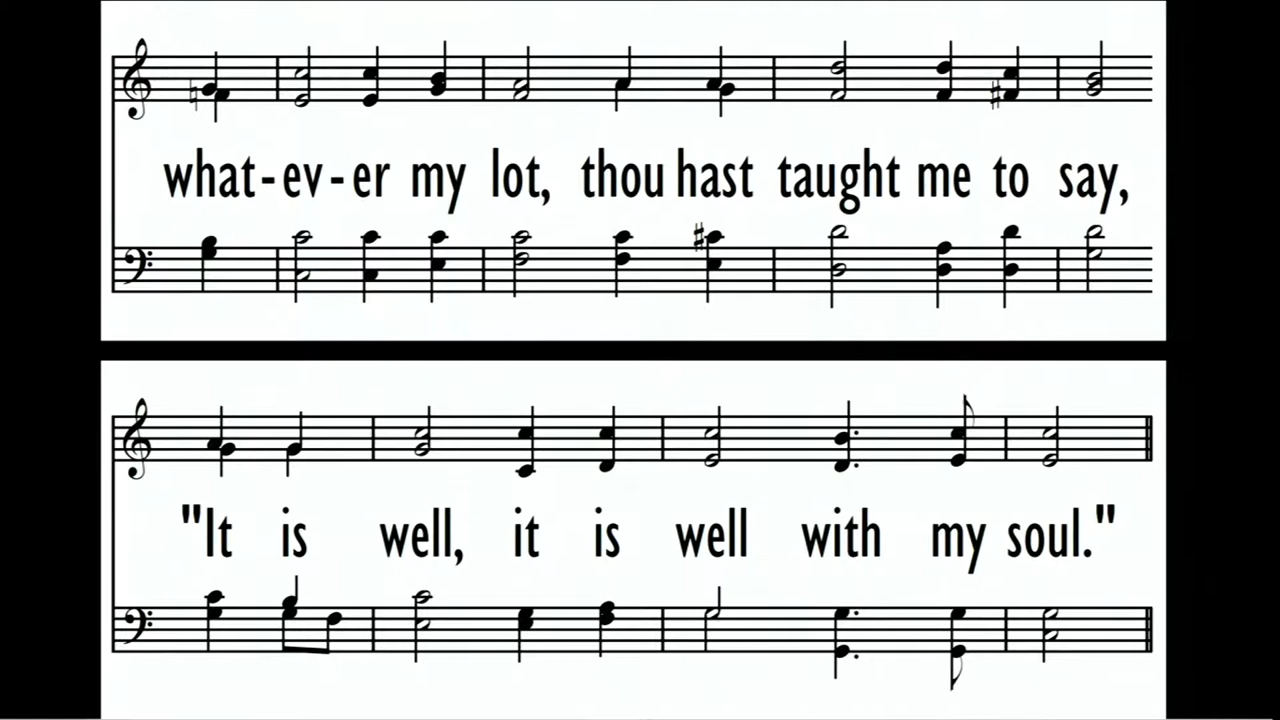 what-ev-er my lot, thou hast taught me to say,
"It is well, it is well with my soul."